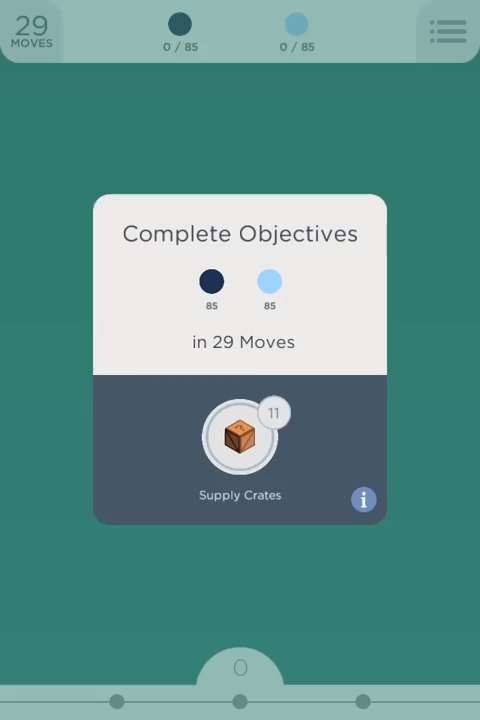 29
MOVES
0 / 85
0 / 85
Complete Objectives
85
85
in 29 Moves
11
Supply Crates
i
0